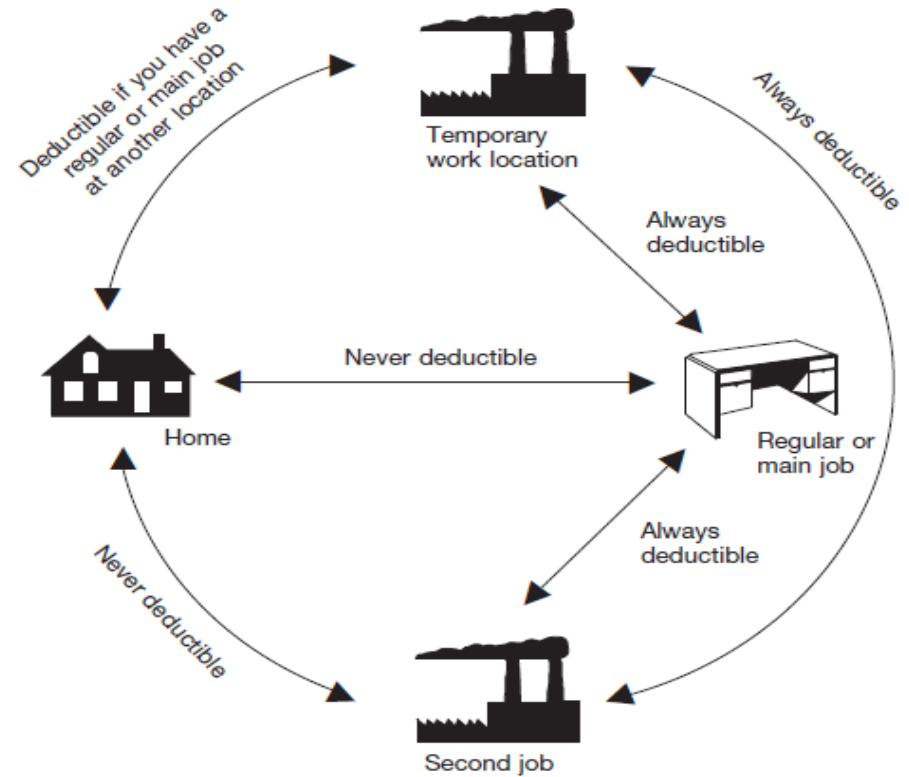 Deductible if you have a
regular or main job
at another location
Temporary
work location
Always deductible
Always
deductible
Never deductible
Home
Regular or
main job
Always
deductible
Never deductible
Second job